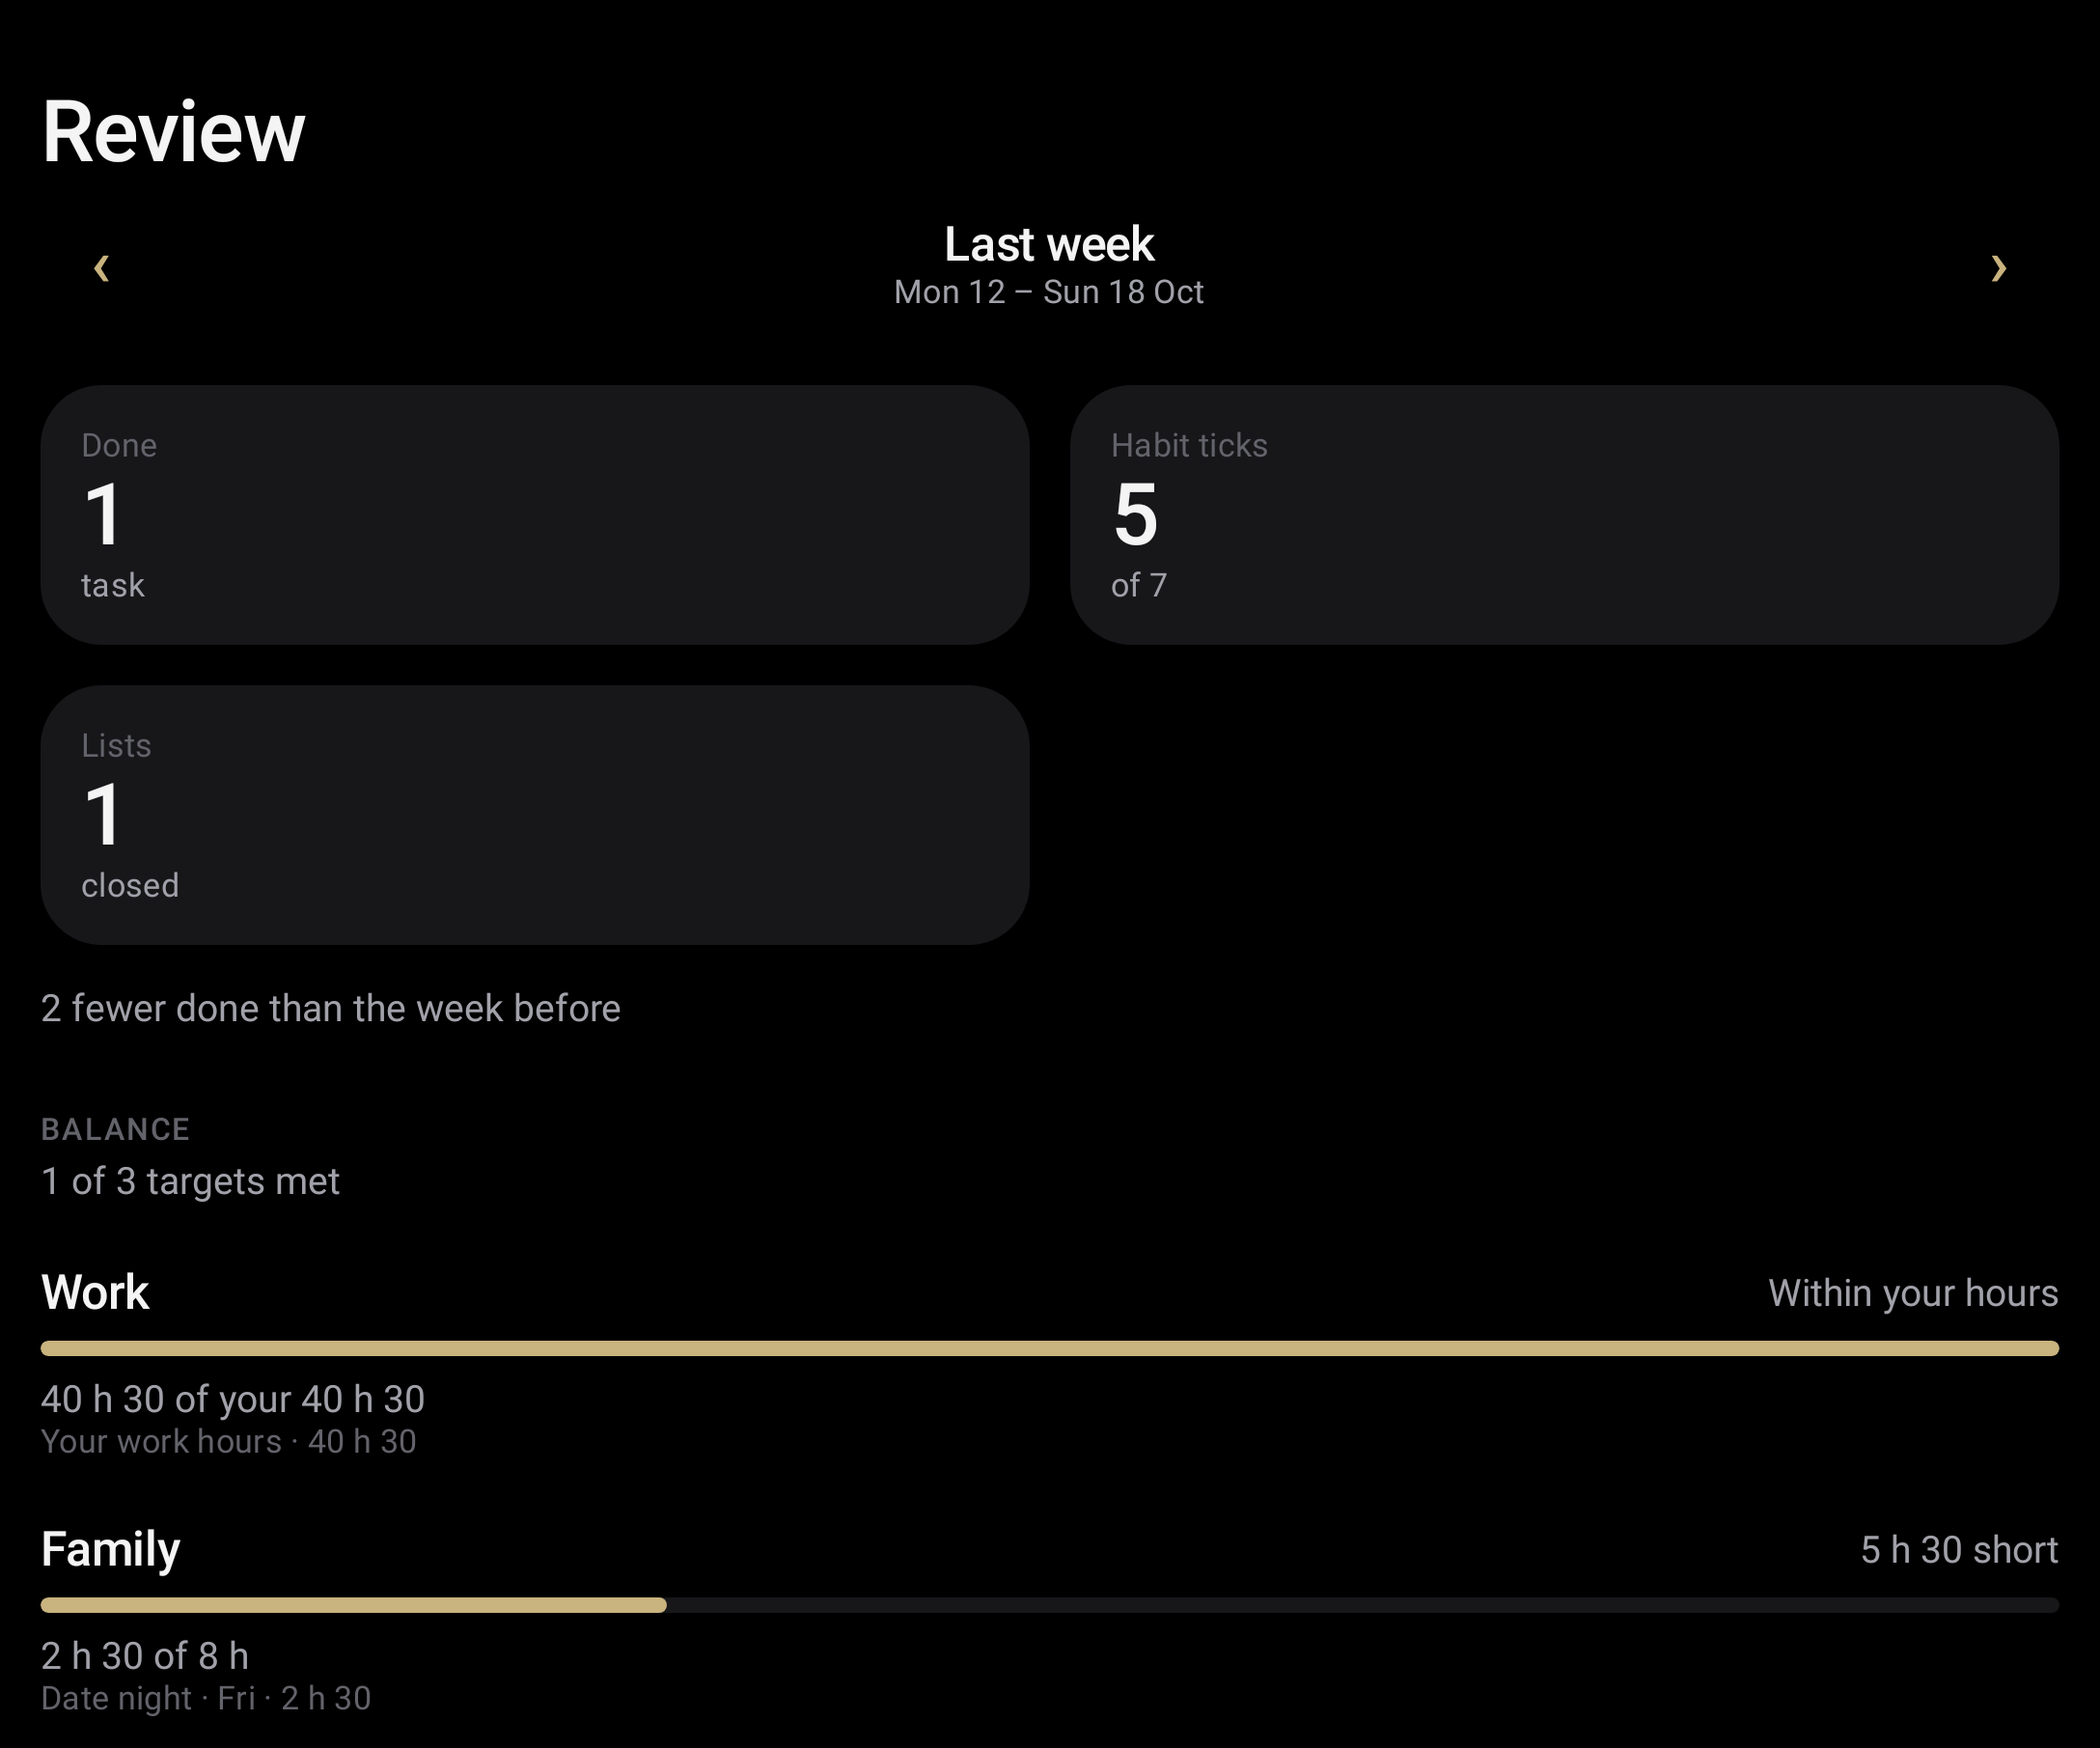 Review
‹
Last week
›
Mon 12 – Sun 18 Oct
Done
1
task
Habit ticks
5
of 7
Lists
1
closed
2 fewer done than the week before
BALANCE
1 of 3 targets met
Work
Within your hours
40 h 30 of your 40 h 30
Your work hours · 40 h 30
Family
5 h 30 short
2 h 30 of 8 h
Date night · Fri · 2 h 30